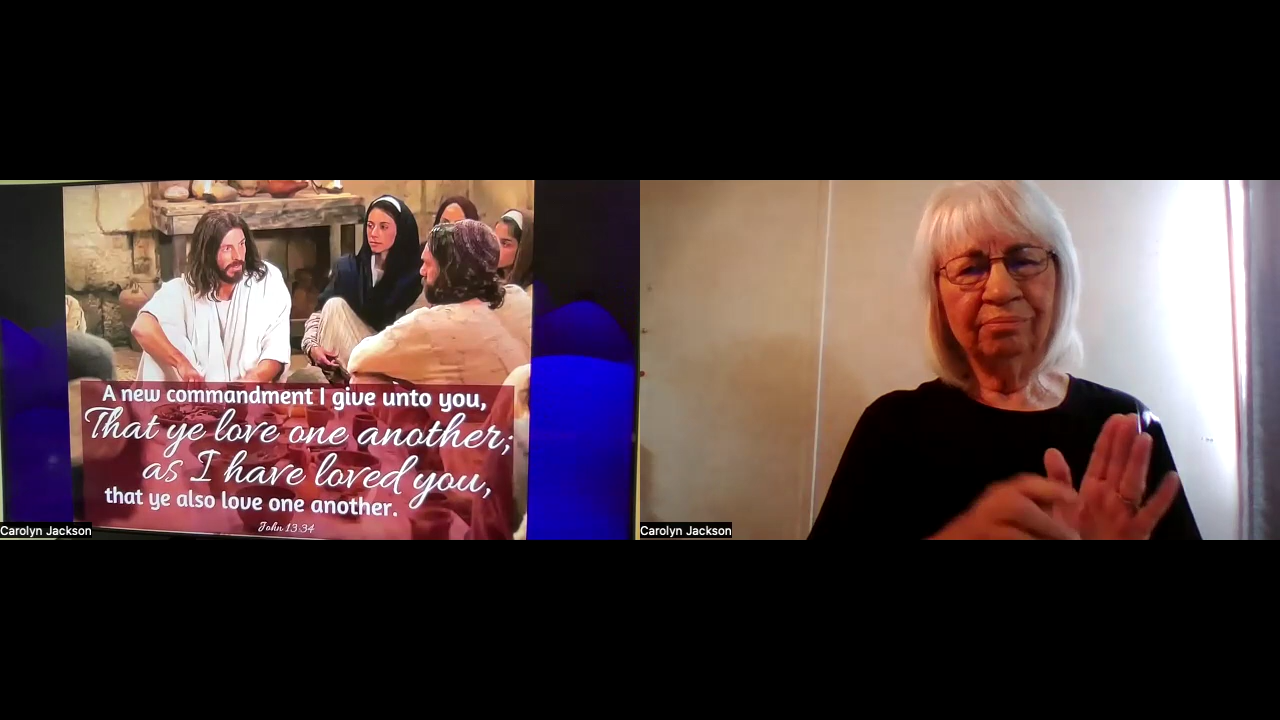 A new commandment I give unto you,
That ye love one another;
as I have loved you,
that ye also love one another.
John 13:34
Carolyn Jackson
Carolyn Jackson